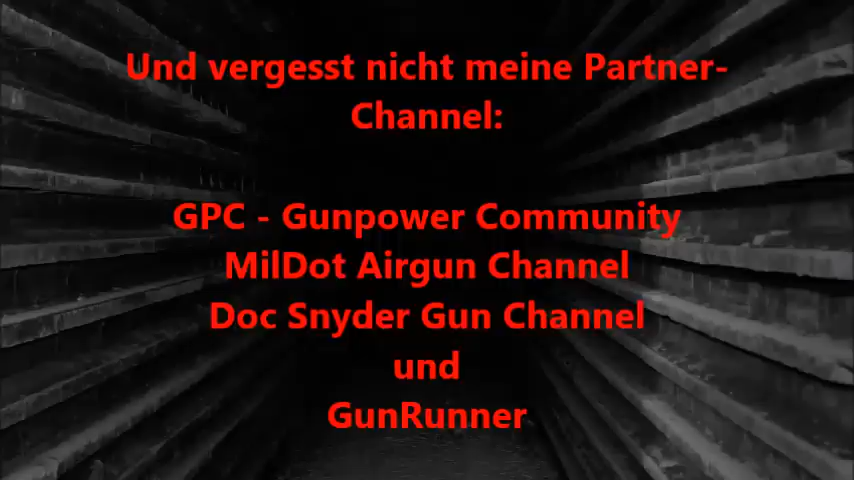 Und vergesst nicht meine Partner-
Channel:
GPC - Gunpower Community
MilDot Airgun Channel
Doc Snyder Gun Channel
und
GunRunner